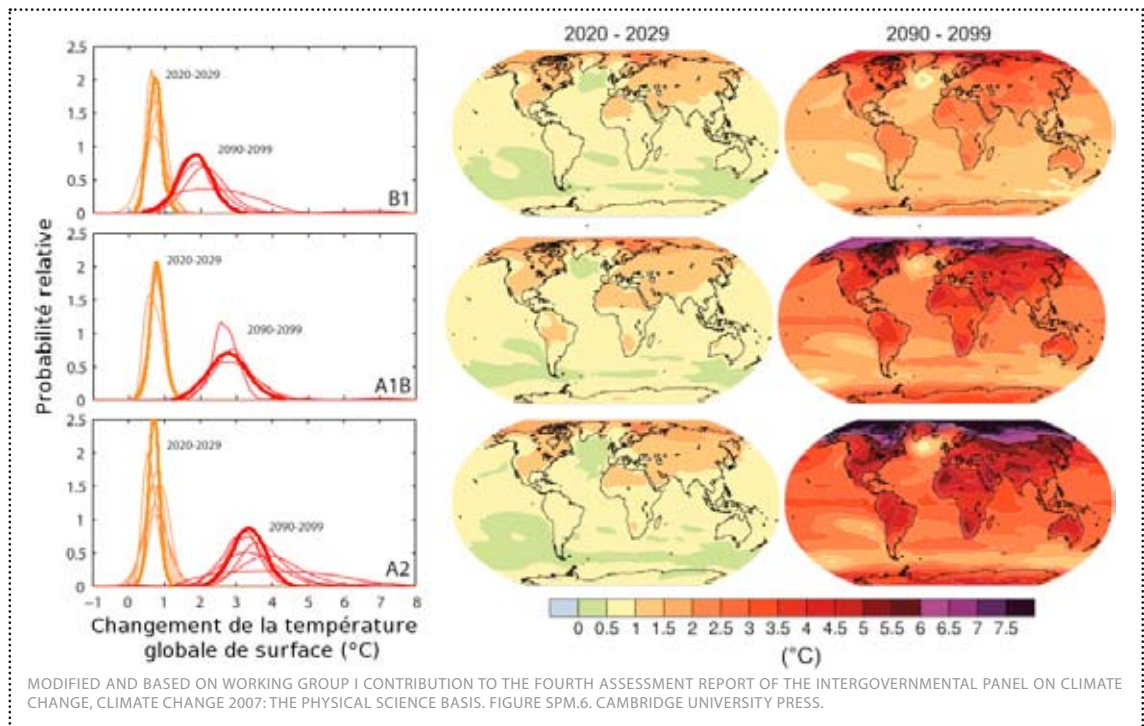 2020 - 2029
2090 - 2099
Probabilité relative
2.5
2020-2029
2
1.5
1
2090-2099
0.5
B1
0
2.5
2020-2029
2
1.5
2090-2099
1
0.5
A1B
0
2.5
2020-2029
2
1.5
1
2090-2099
0.5
A2
0
−1 0 1 2 3 4 5 6 7 8
Changement de la température
globale de surface (°C)
0 0.5 1 1.5 2 2.5 3 3.5 4 4.5 5 5.5 6 6.5 7 7.5
(°C)
MODIFIED AND BASED ON WORKING GROUP I CONTRIBUTION TO THE FOURTH ASSESSMENT REPORT OF THE INTERGOVERNMENTAL PANEL ON CLIMATE
CHANGE, CLIMATE CHANGE 2007: THE PHYSICAL SCIENCE BASIS. FIGURE SPM.6. CAMBRIDGE UNIVERSITY PRESS.